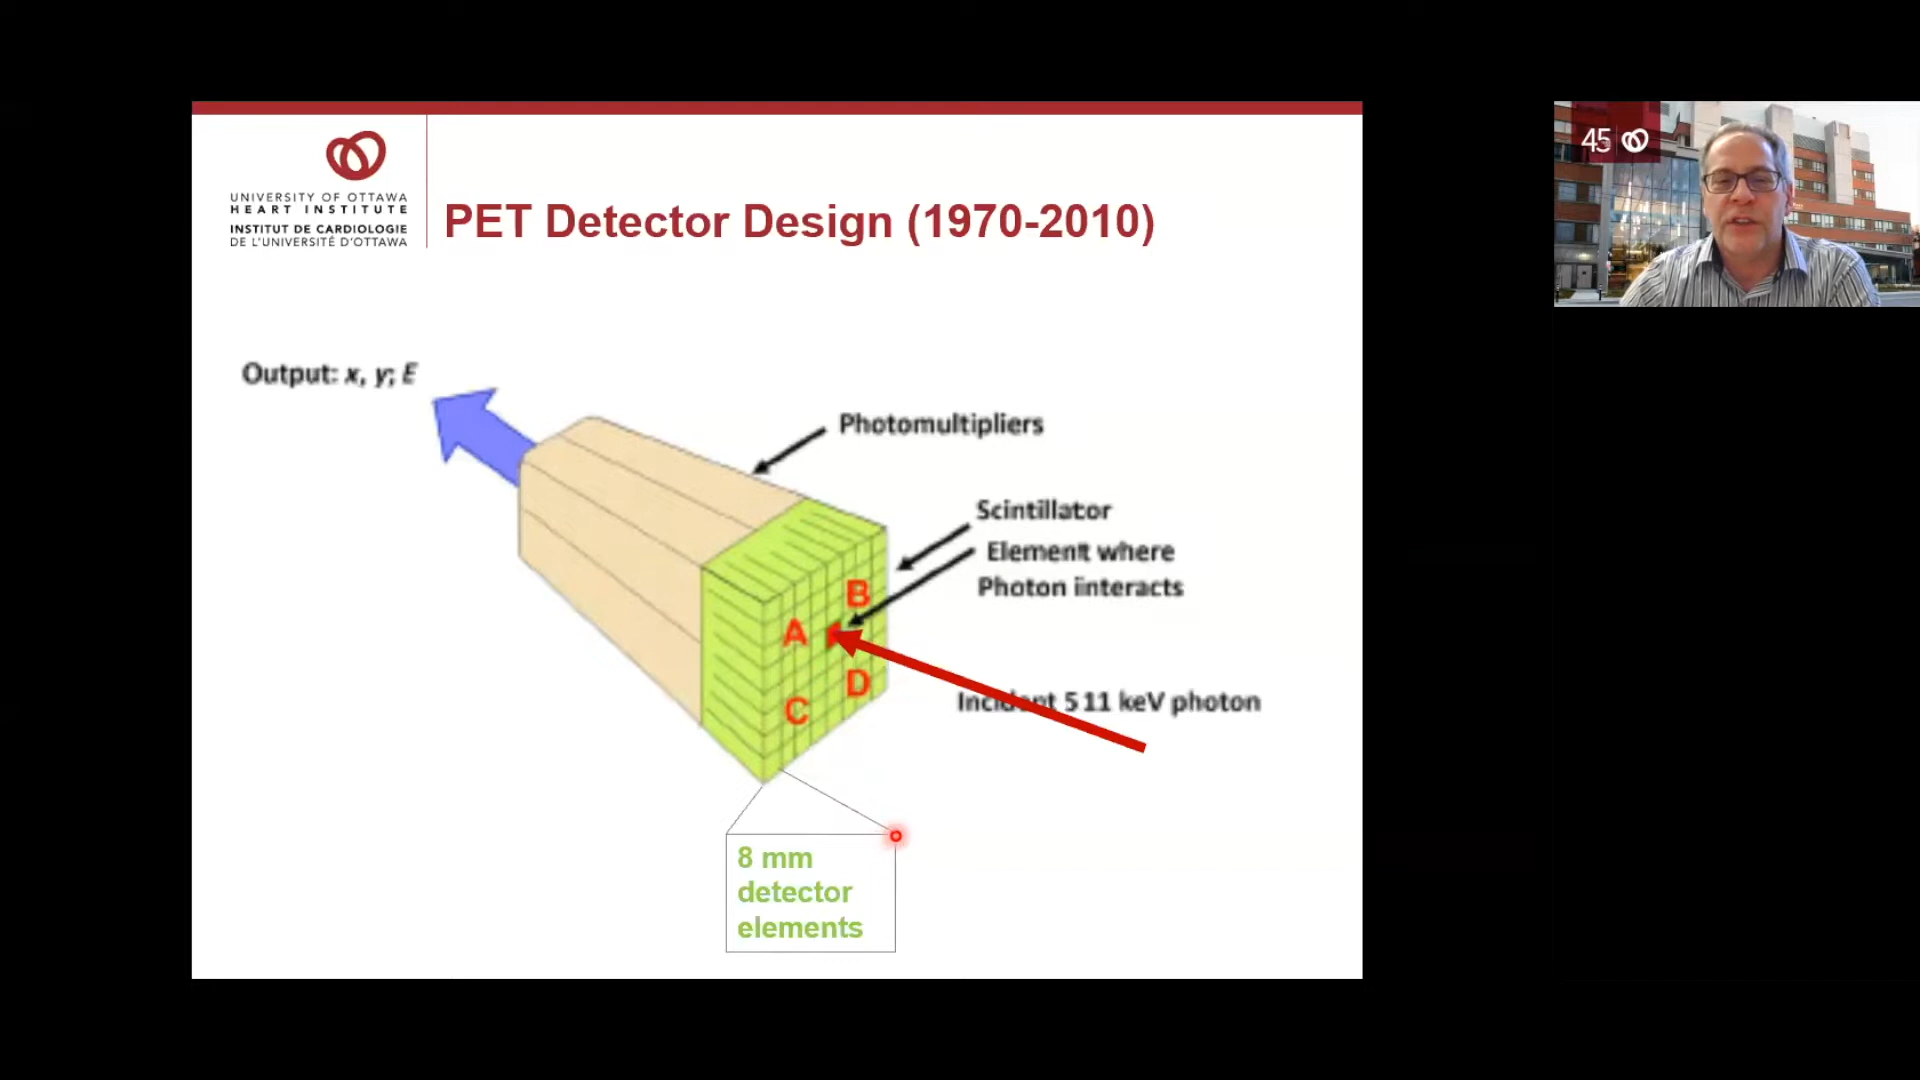 UNIVERSITY OF OTTAWA
HEART INSTITUTE
INSTITUT DE CARDIOLOGIE
DE L'UNIVERSITÉ D'OTTAWA
PET Detector Design (1970-2010)
45
Output: x, y; E
Photomultipliers
Scintillator
Element where
Photon interacts
B
A
D
C
Incident 511 keV photon
8 mm
detector
elements